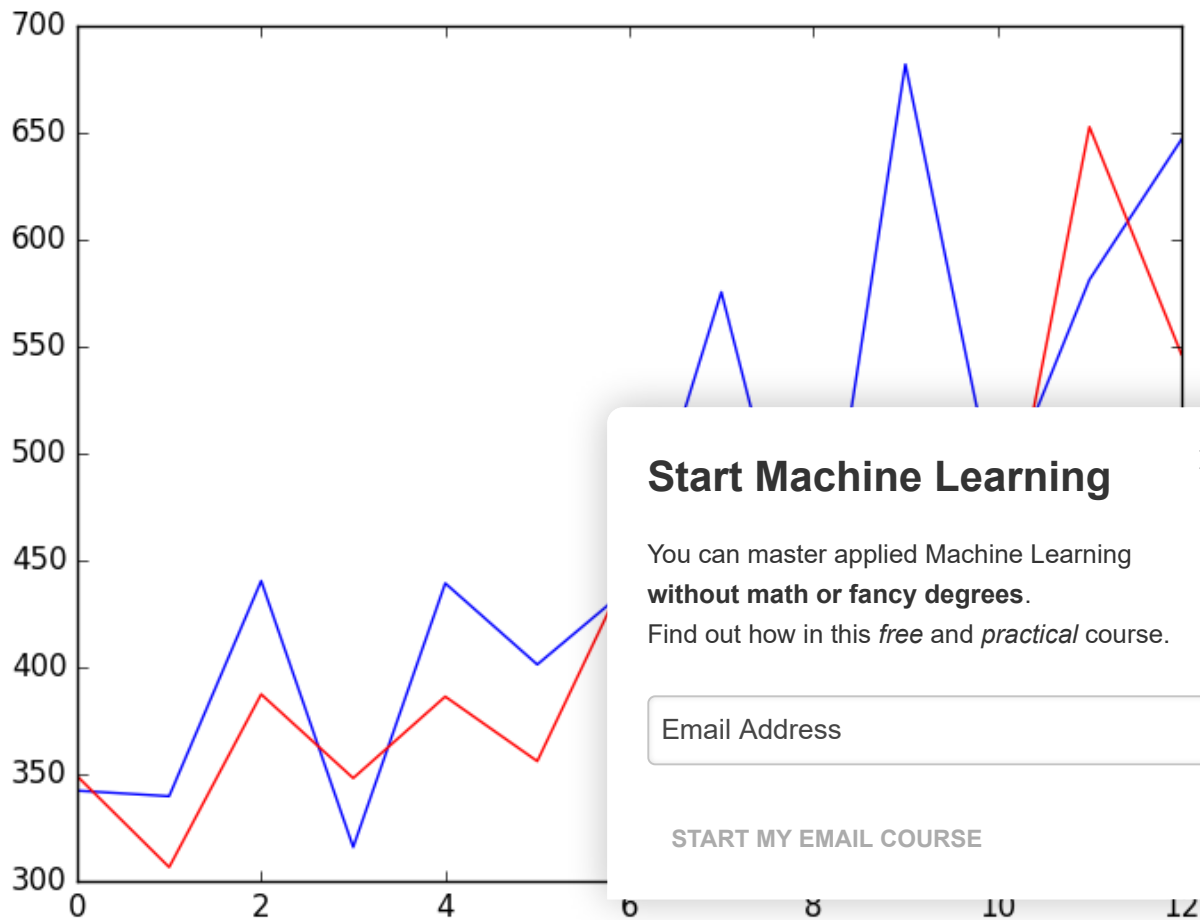 700
650
600
550
500
450
400
350
300
0 2 4 6 8 10 12
Start Machine Learning
You can master applied Machine Learning
without math or fancy degrees.
Find out how in this free and practical course.
Email Address
START MY EMAIL COURSE